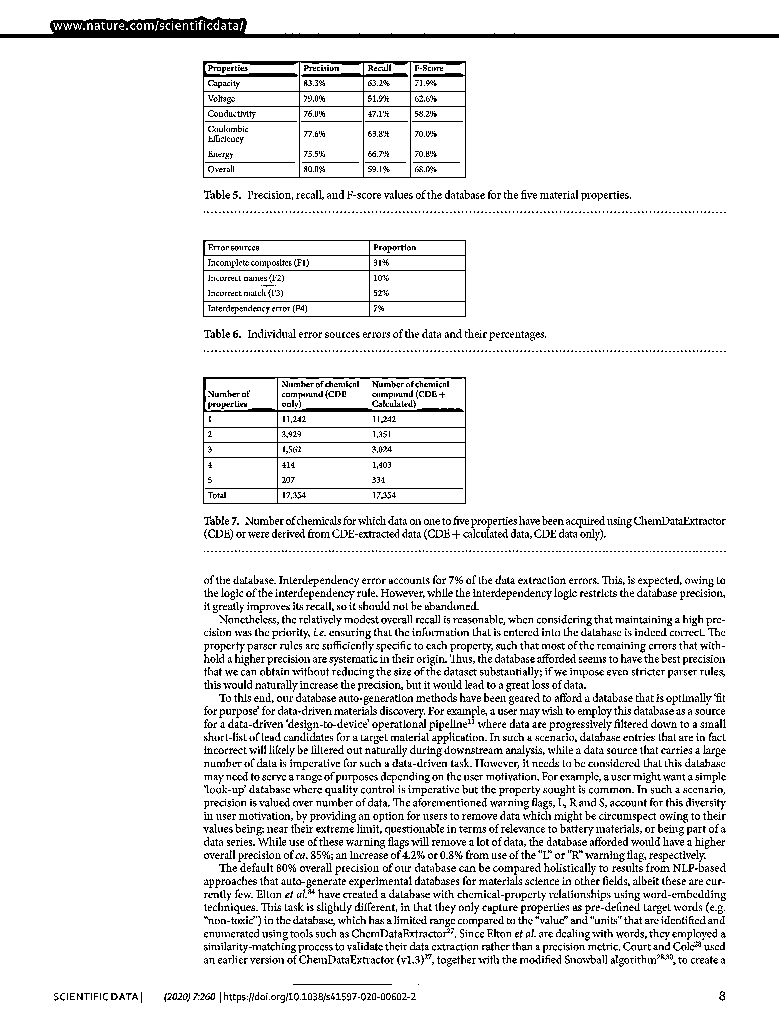 www.nature.com/scientificdata/
Properties Precision Recall F-Score
Capacity 83.3% 63.2% 71.9%
Voltage 79.0% 51.9% 62.6%
Conductivity 76.0% 47.1% 58.2%
Coulombic
Efficiency 77.6% 63.8% 70.0%
Energy 75.5% 66.7% 70.8%
Overall 80.0% 59.1% 68.0%
Table 5. Precision, recall, and F-score values of the database for the five material properties.
Error sources Proportion
Incomplete composites (F1) 31%
Incorrect names (F2) 10%
Incorrect match (F3) 52%
Interdependency error (F4) 7%
Table 6. Individual error sources errors of the data and their percentages.
Number of properties Number of chemical compound (CDE only) Number of chemical compound (CDE + Calculated)
1 11,242 11,242
2 3,929 1,351
3 1,562 3,024
4 414 1,403
5 207 334
Total 17,354 17,354
Table 7. Number of chemicals for which data on one to five properties have been acquired using ChemDataExtractor
(CDE) or were derived from CDE-extracted data (CDE + calculated data, CDE data only).
of the database. Interdependency error accounts for 7% of the data extraction errors. This, is expected, owing to
the logic of the interdependency rule. However, while the interdependency logic restricts the database precision,
it greatly improves its recall, so it should not be abandoned.
Nonetheless, the relatively modest overall recall is reasonable, when considering that maintaining a high pre-
cision was the priority, i.e. ensuring that the information that is entered into the database is indeed correct. The
property parser rules are sufficiently specific to each property, such that most of the remaining errors that with-
hold a higher precision are systematic in their origin. Thus, the database afforded seems to have the best precision
that we can obtain without reducing the size of the dataset substantially; if we impose even stricter parser rules,
this would naturally increase the precision, but it would lead to a great loss of data.
To this end, our database auto-generation methods have been geared to afford a database that is optimally 'fit
for purpose' for data-driven materials discovery. For example, a user may wish to employ this database as a source
for a data-driven 'design-to-device' operational pipeline11 where data are progressively filtered down to a small
short-list of lead candidates for a target material application. In such a scenario, database entries that are in fact
incorrect will likely be filtered out naturally during downstream analysis, while a data source that carries a large
number of data is imperative for such a data-driven task. However, it needs to be considered that this database
may need to serve a range of purposes depending on the user motivation. For example, a user might want a simple
'look-up' database where quality control is imperative but the property sought is common. In such a scenario,
precision is valued over number of data. The aforementioned warning flags, L, R and S, account for this diversity
in user motivation, by providing an option for users to remove data which might be circumspect owing to their
values being: near their extreme limit, questionable in terms of relevance to battery materials, or being part of a
data series. While use of these warning flags will remove a lot of data, the database afforded would have a higher
overall precision of ca. 85%; an increase of 4.2% or 0.8% from use of the "L" or "R" warning flag, respectively.
The default 80% overall precision of our database can be compared holistically to results from NLP-based
approaches that auto-generate experimental databases for materials science in other fields, albeit these are cur-
rently few. Elton et al.34 have created a database with chemical-property relationships using word-embedding
techniques. This task is slightly different, in that they only capture properties as pre-defined target words (e.g.
"non-toxic") in the database, which has a limited range compared to the "value" and "units" that are identified and
enumerated using tools such as ChemDataExtractor27. Since Elton et al. are dealing with words, they employed a
similarity-matching process to validate their data extraction rather than a precision metric. Court and Cole28 used
an earlier version of ChemDataExtractor (v1.3)27, together with the modified Snowball algorithm28,30, to create a
SCIENTIFIC DATA | (2020) 7:260 | https://doi.org/10.1038/s41597-020-00602-2 8